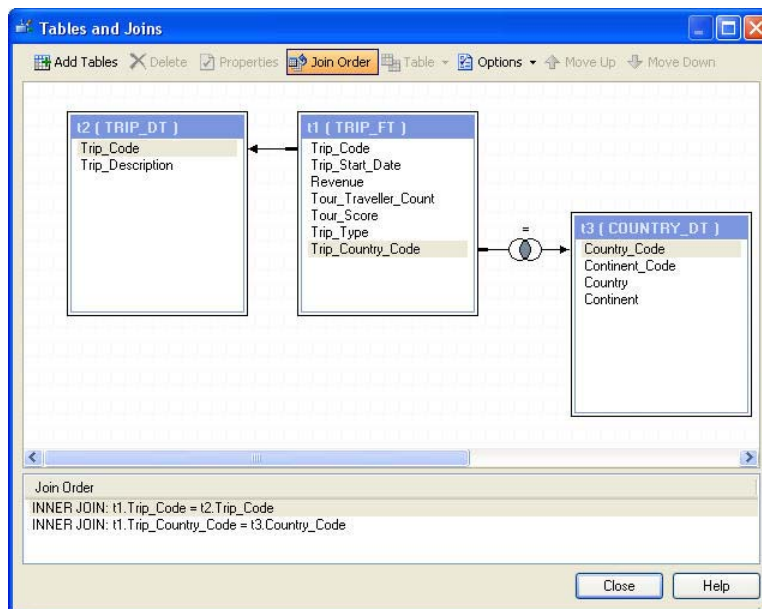 Tables and Joins
Add Tables Delete Properties Join Order Table Options Move Up Move Down
t2 ( TRIP_DT )
Trip_Code
Trip_Description
t1 ( TRIP_FT )
Trip_Code
Trip_Start_Date
Revenue
Tour_Traveller_Count
Tour_Score
Trip_Type
Trip_Country_Code
=
t3 ( COUNTRY_DT )
Country_Code
Continent_Code
Country
Continent
Join Order
INNER JOIN: t1.Trip_Code = t2.Trip_Code
INNER JOIN: t1.Trip_Country_Code = t3.Country_Code
Close Help